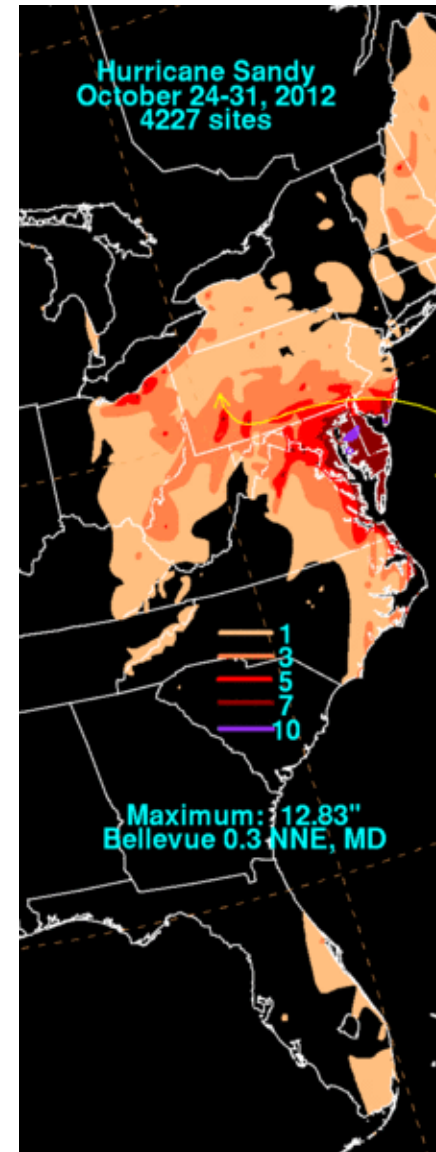 Hurricane Sandy
October 24-31, 2012
4227 sites
1
3
5
7
10
Maximum: 12.83"
Bellevue 0.3 NNE, MD